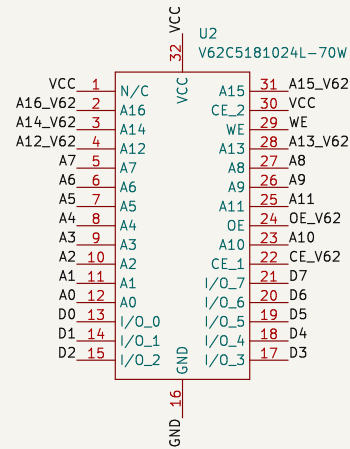 VCC
U2
32
V62C5181024L-70W
VCC 1 N/C VCC A15 31 A15_V62
A16_V62 2 A16 CE_2 30 VCC
A14_V62 3 A14 WE 29 WE
A12_V62 4 A12 A13 28 A13_V62
A7 5 A7 A8 27 A8
A6 6 A6 A9 26 A9
A5 7 A5 A11 25 A11
A4 8 A4 OE 24 OE_V62
A3 9 A3 A10 23 A10
A2 10 A2 CE_1 22 CE_V62
A1 11 A1 I/O_7 21 D7
A0 12 A0 I/O_6 20 D6
D0 13 I/O_0 I/O_5 19 D5
D1 14 I/O_1 I/O_4 18 D4
D2 15 I/O_2 GND I/O_3 17 D3
16
GND